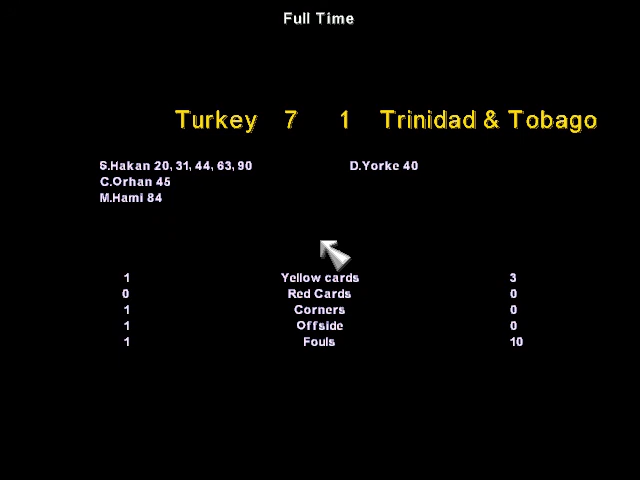 Full Time
Turkey 7 1 Trinidad & Tobago
S.Hakan 20, 31, 44, 63, 90 D.Yorke 40
C.Orhan 45
M.Hami 84
1 Yellow cards 3
0 Red Cards 0
1 Corners 0
1 Offside 0
1 Fouls 10